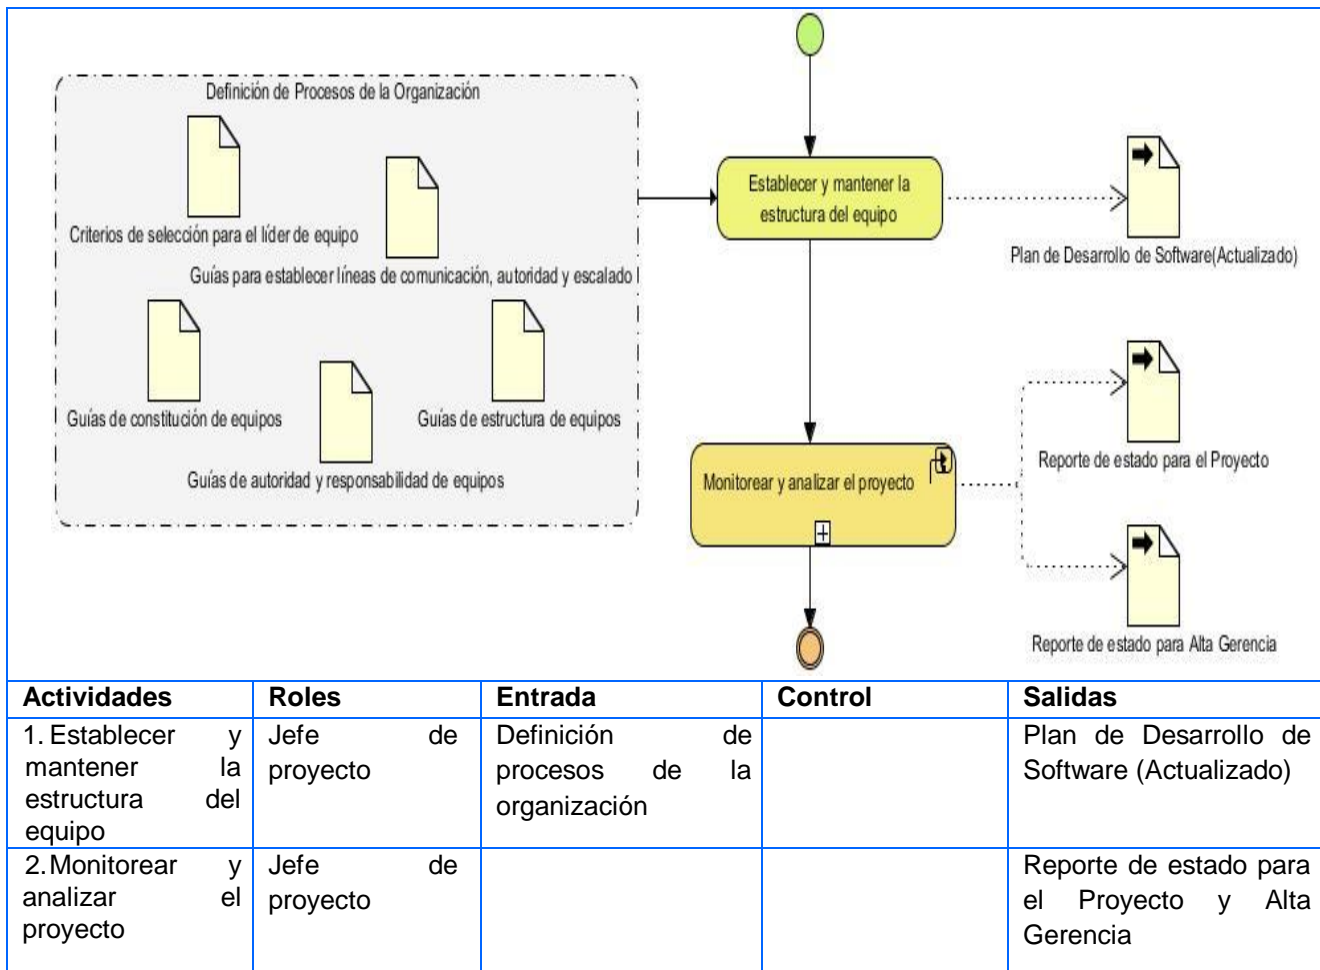 Definición de Procesos de la Organización
Criterios de selección para el líder de equipo
Guías para establecer líneas de comunicación, autoridad y escalado
Guías de constitución de equipos
Guías de estructura de equipos
Guías de autoridad y responsabilidad de equipos
Establecer y mantener la
estructura del equipo
Plan de Desarrollo de Software(Actualizado)
Monitorear y analizar el proyecto
Reporte de estado para el Proyecto
Reporte de estado para Alta Gerencia
Actividades Roles Entrada Control Salidas
1. Establecer y
mantener la
estructura del
equipo
Jefe de
proyecto
Definición de
procesos de la
organización
Plan de Desarrollo de
Software (Actualizado)
2. Monitorear y
analizar el
proyecto
Jefe de
proyecto
Reporte de estado para
el Proyecto y Alta
Gerencia